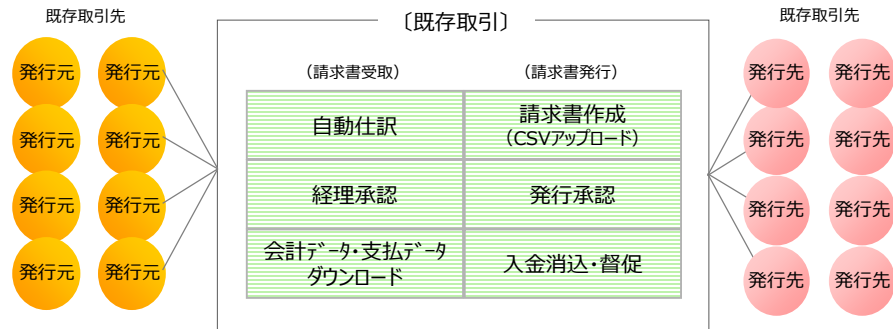 既存取引先
〔既存取引〕
既存取引先
(請求書受取)
(請求書発行)
発行元
発行元
発行元
発行元
発行元
発行元
発行元
発行元
自動仕訳
請求書作成
(CSVアップロード)
経理承認
発行承認
会計ﾃﾞｰﾀ・支払ﾃﾞｰﾀ
ダウンロード
入金消込・督促
発行先
発行先
発行先
発行先
発行先
発行先
発行先
発行先